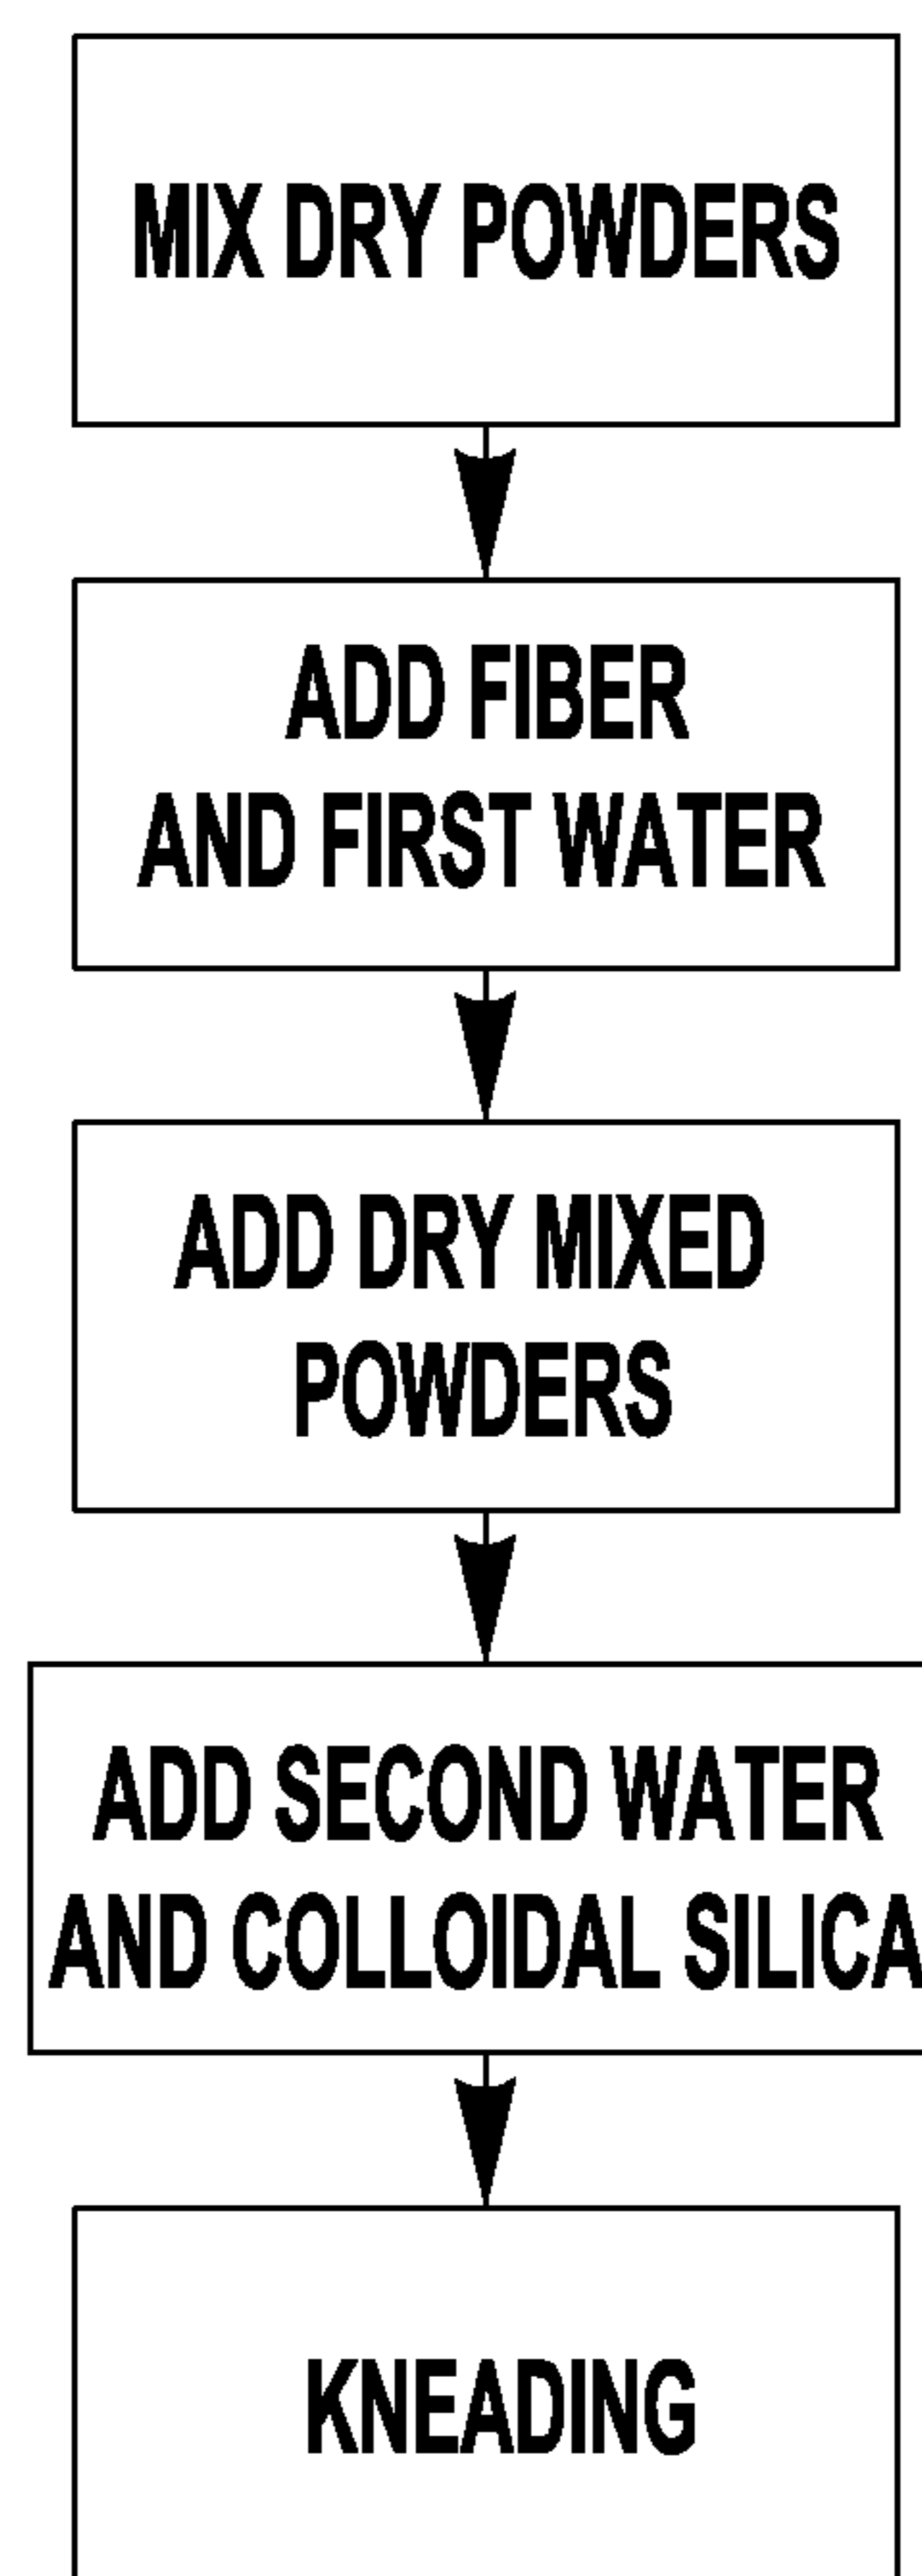 MIX DRY POWDERS
ADD FIBER
AND FIRST WATER
ADD DRY MIXED
POWDERS
ADD SECOND WATER
AND COLLOIDAL SILICA
KNEADING